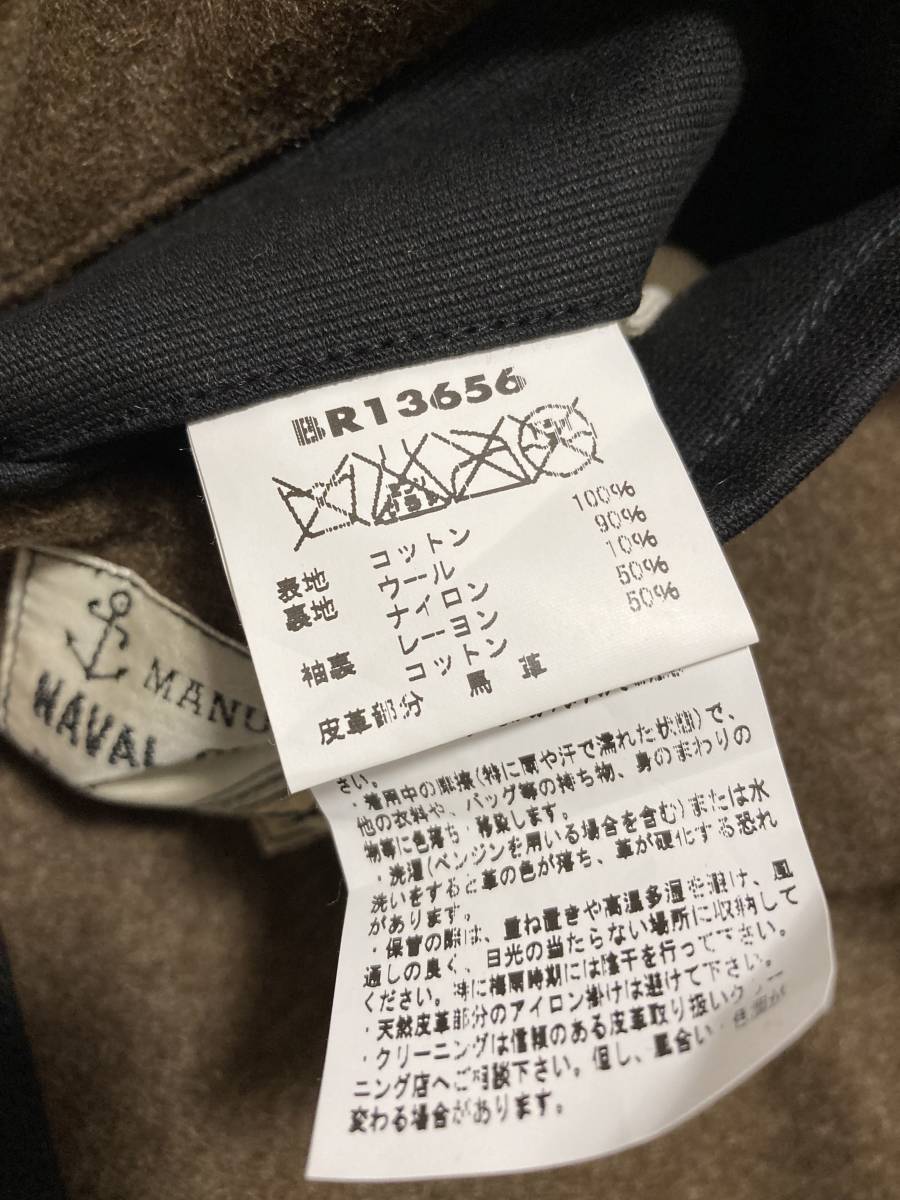 BR13656
表地 コットン 100%
裏地 ウール 90%
ナイロン 10%
袖裏 レーヨン 50%
コットン 50%
皮革部分 馬革
MANU
NAVAL
さい。
・着用中の摩擦(特に雨や汗で濡れた状態)で、
他の衣料や、バッグ等の持ち物、身のまわりの
物等に色落ち・移染します。
・洗濯(ベンジンを用いる場合を含む)または水
洗いをすると革の色が落ち、革が硬化する恐れ
があります。
・保管の際は、重ね置きや高温多湿を避け、風
通しの良く、日光の当たらない場所に収納して
ください。特に梅雨時期には陰干を行って下さい。
・天然皮革部分のアイロン掛けは避けて下さい。
・クリーニングは信頼のある皮革取り扱いクリー
ニング店へご相談下さい。但し、風合い・色調が
変わる場合があります。